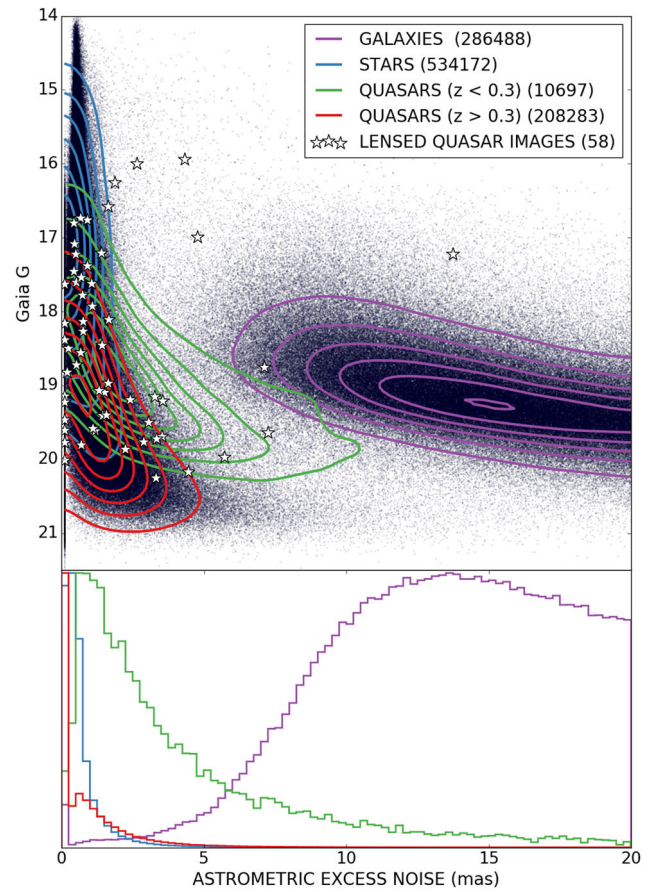 GALAXIES (286488)
STARS (534172)
QUASARS (z < 0.3) (10697)
QUASARS (z > 0.3) (208283)
LENSED QUASAR IMAGES (58)
Gaia G
14
15
16
17
18
19
20
21
0 5 10 15 20
ASTROMETRIC EXCESS NOISE (mas)